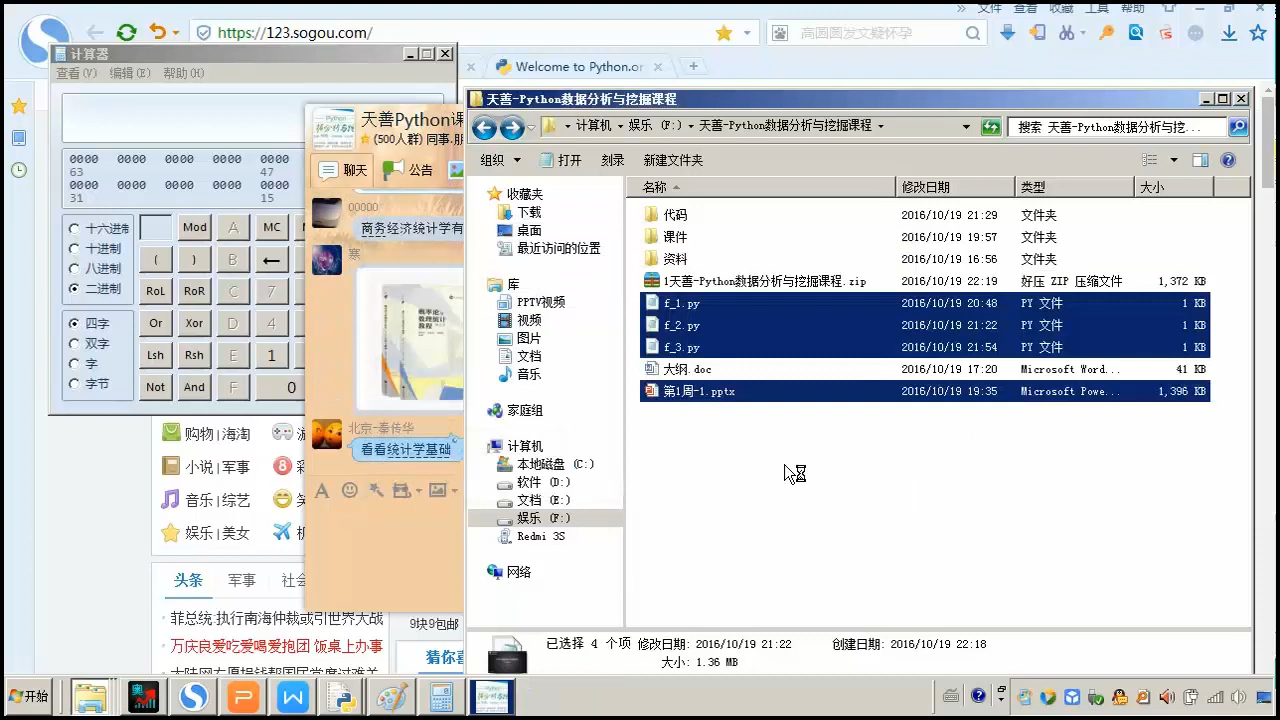 文件 查看 收藏 工具 帮助
https://123.sogou.com/
高圆圆发文疑怀孕
Welcome to Python.or
计算器
查看(V) 编辑(E) 帮助(H)
0000 0000 0000 0000 0000
63 47
0000 0000 0000 0000 0000
31 15
十六进制
十进制
八进制
二进制
四字
双字
字
字节
Mod A MC
( ) B ←
RoL RoR C 7
Or Xor D 4
Lsh Rsh E 1
Not And F 0
购物|海淘
小说|军事
音乐|综艺
娱乐|美女
头条 军事 社会
菲总统:执行南海仲裁或引世界大战
万庆良爱吃爱喝爱抱团 饭桌上办事
9块9包邮
猜你喜
天善Python课
(500人群) 同事.朋
聊天 公告
QQQQQ
商务经济统计学有
寒
概率论与
数理统计
教程
北京-秦传华
看看统计学基础
天善-Python数据分析与挖掘课程
计算机 娱乐 (F:) 天善-Python数据分析与挖掘课程
搜索 天善-Python数据分析与挖...
组织 打开 刻录 新建文件夹
收藏夹
下载
桌面
最近访问的位置
库
PPTV视频
视频
图片
文档
音乐
家庭组
计算机
本地磁盘 (C:)
软件 (D:)
文档 (E:)
娱乐 (F:)
Redmi 3S
网络
名称 修改日期 类型 大小
代码 2016/10/19 21:29 文件夹
课件 2016/10/19 19:57 文件夹
资料 2016/10/19 16:56 文件夹
1天善-Python数据分析与挖掘课程.zip 2016/10/19 22:19 好压 ZIP 压缩文件 1,372 KB
f_1.py 2016/10/19 20:48 PY 文件 1 KB
f_2.py 2016/10/19 21:22 PY 文件 1 KB
f_3.py 2016/10/19 21:54 PY 文件 1 KB
大纲.doc 2016/10/19 17:20 Microsoft Word... 41 KB
第1周-1.pptx 2016/10/19 19:35 Microsoft Powe... 1,396 KB
已选择 4 个项 修改日期: 2016/10/19 21:22 创建日期: 2016/10/19 22:18
大小: 1.36 MB
开始